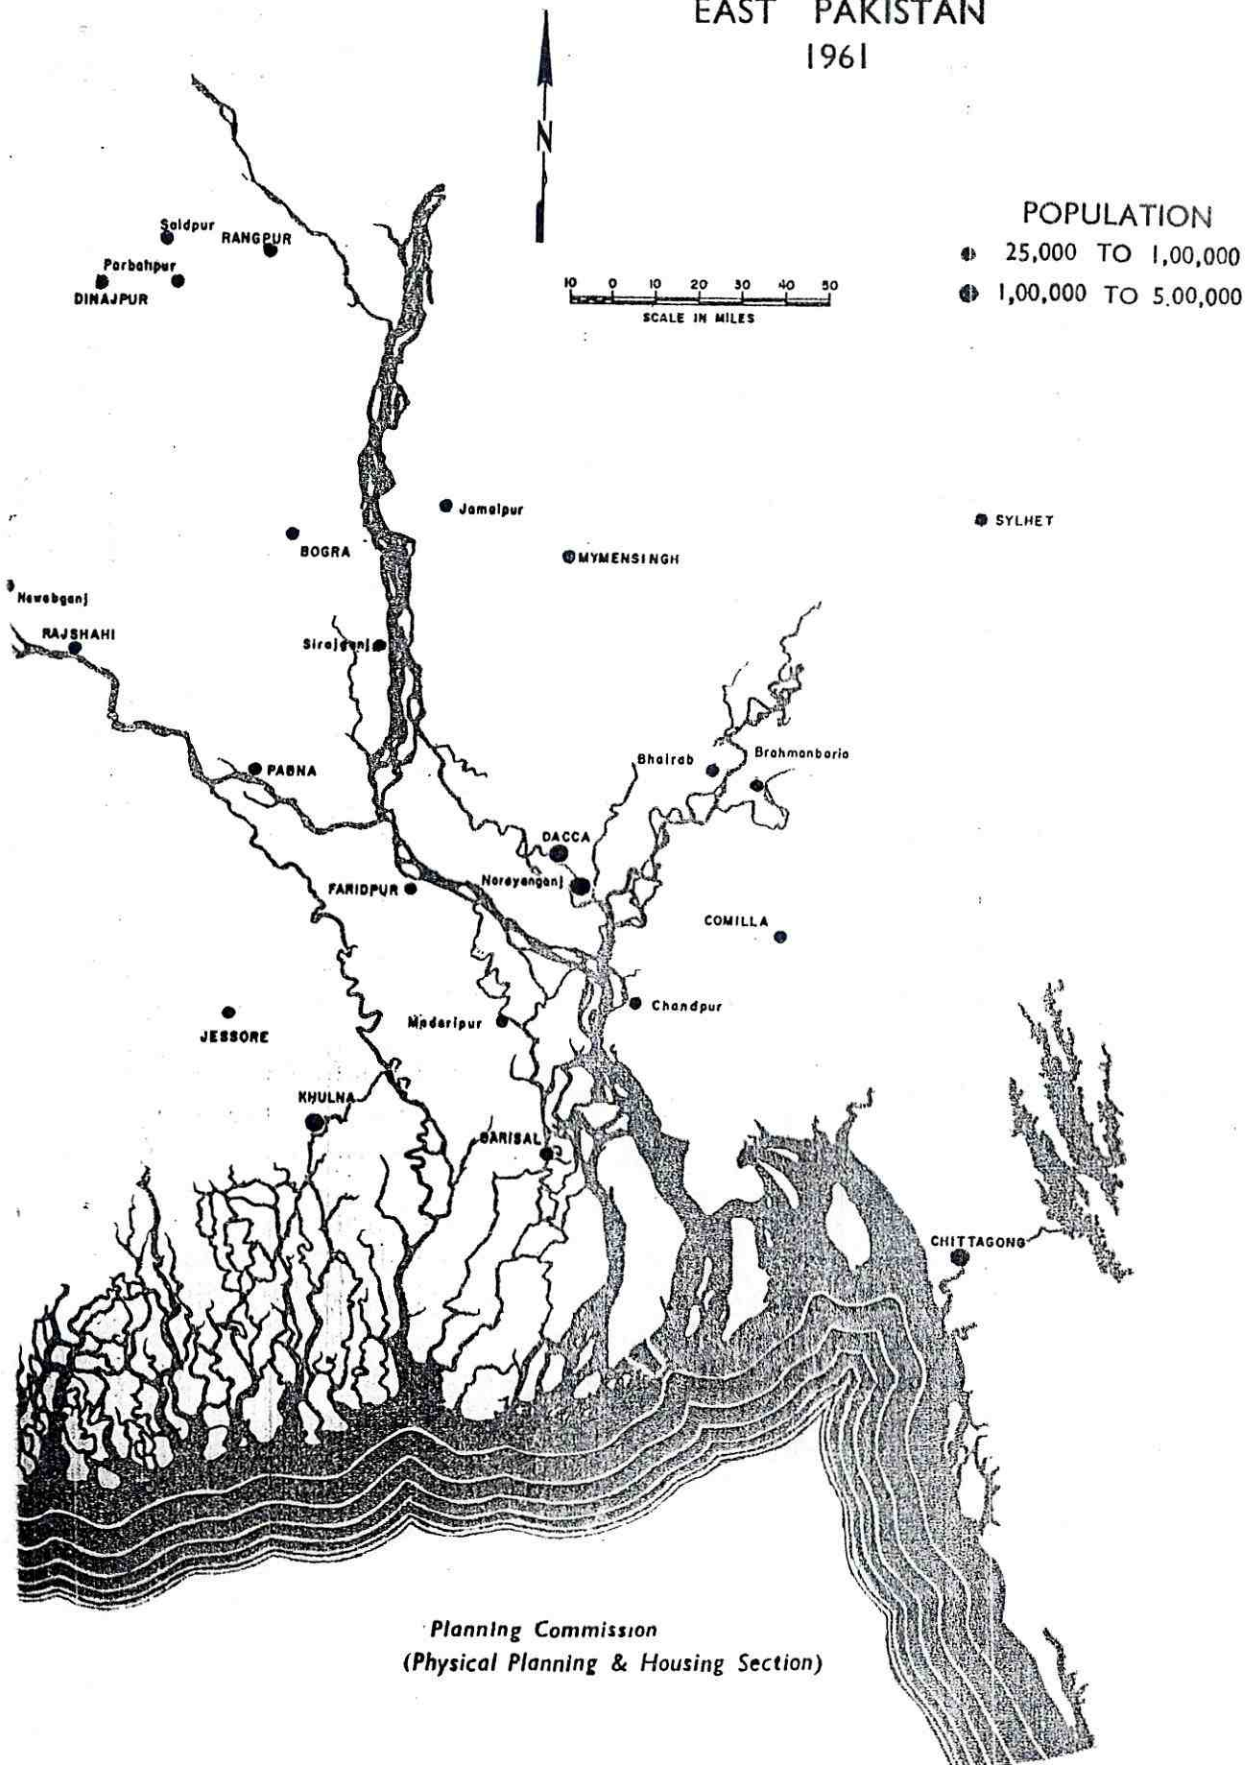 EAST PAKISTAN
1961
N
POPULATION
25,000 TO 1,00,000
1,00,000 TO 5.00,000
10 0 10 20 30 40 50
SCALE IN MILES
Saidpur
RANGPUR
Parbatipur
DINAJPUR
Jamalpur
SYLHET
BOGRA
MYMENSINGH
Nawabganj
RAJSHAHI
Sirajganj
Bhairab
Brahmanbaria
PABNA
DACCA
Narayanganj
FARIDPUR
COMILLA
Chandpur
Madaripur
JESSORE
KHULNA
BARISAL
CHITTAGONG
Planning Commission
(Physical Planning & Housing Section)